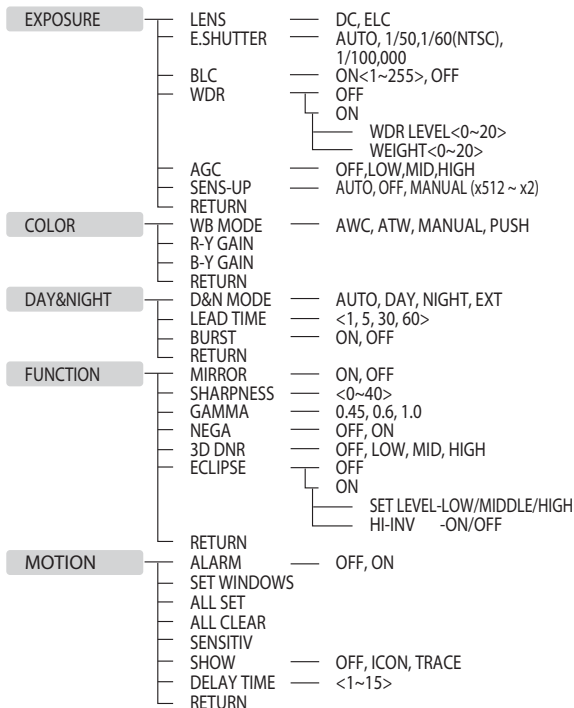 EXPOSURE LENS DC, ELC
E.SHUTTER AUTO, 1/50,1/60(NTSC),
1/100,000
BLC ON<1~255>, OFF
WDR OFF
ON
WDR LEVEL<0~20>
WEIGHT<0~20>
AGC OFF,LOW,MID,HIGH
SENS-UP AUTO, OFF, MANUAL (x512 ~ x2)
RETURN
COLOR WB MODE AWC, ATW, MANUAL, PUSH
R-Y GAIN
B-Y GAIN
RETURN
DAY&NIGHT D&N MODE AUTO, DAY, NIGHT, EXT
LEAD TIME <1, 5, 30, 60>
BURST ON, OFF
RETURN
FUNCTION MIRROR ON, OFF
SHARPNESS <0~40>
GAMMA 0.45, 0.6, 1.0
NEGA OFF, ON
3D DNR OFF, LOW, MID, HIGH
ECLIPSE OFF
ON
SET LEVEL-LOW/MIDDLE/HIGH
HI-INV -ON/OFF
RETURN
MOTION ALARM OFF, ON
SET WINDOWS
ALL SET
ALL CLEAR
SENSITIV
SHOW OFF, ICON, TRACE
DELAY TIME <1~15>
RETURN